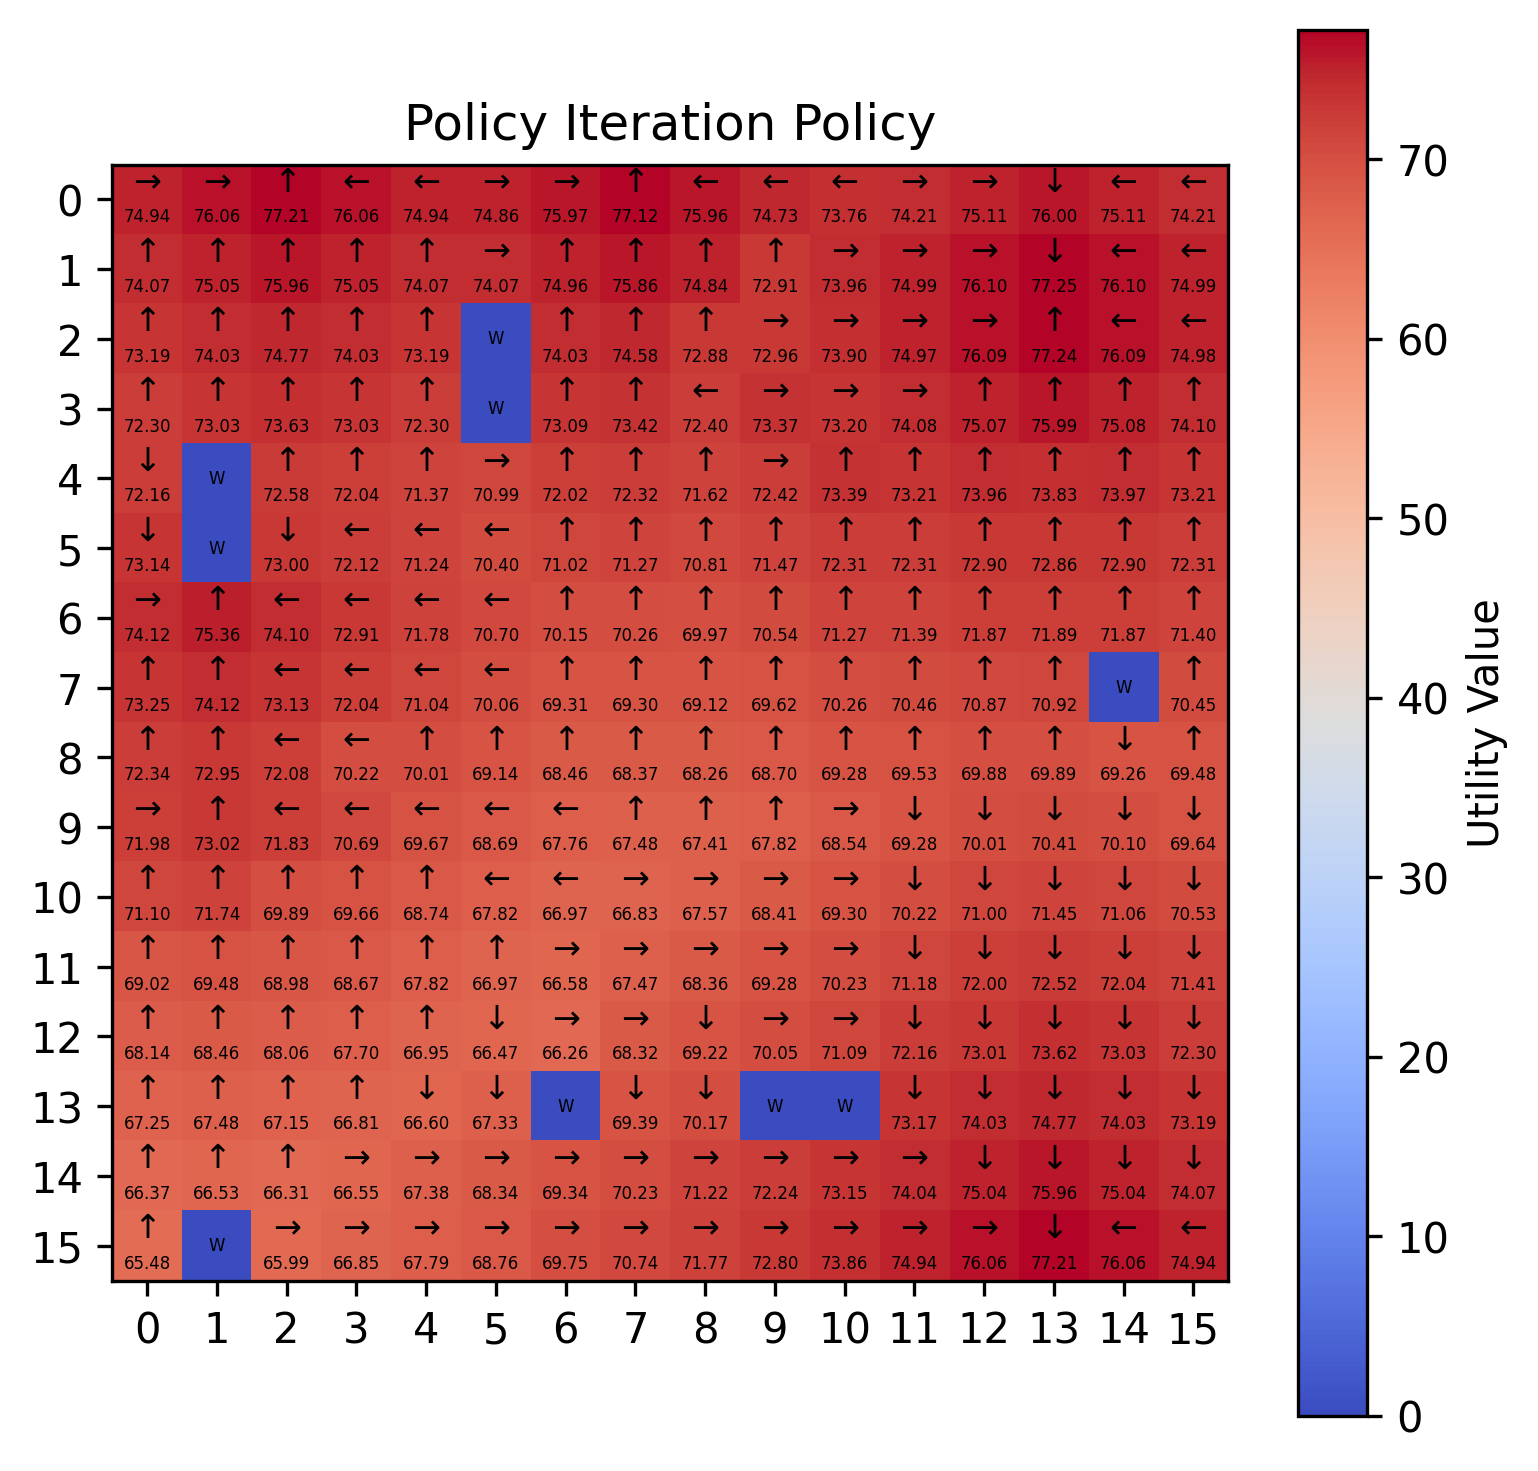 Policy Iteration Policy
0 → → ↑ ← ← → → ↑ ← ← ← → → ↓ ← ←
74.94 76.06 77.21 76.06 74.94 74.86 75.97 77.12 75.96 74.73 73.76 74.21 75.11 76.00 75.11 74.21
1 ↑ ↑ ↑ ↑ ↑ → ↑ ↑ ↑ ↑ → → → ↓ ← ←
74.07 75.05 75.96 75.05 74.07 74.07 74.96 75.86 74.84 72.91 73.96 74.99 76.10 77.25 76.10 74.99
2 ↑ ↑ ↑ ↑ ↑ W ↑ ↑ ↑ → → → → ↑ ← ←
73.19 74.03 74.77 74.03 73.19 74.03 74.58 72.88 72.96 73.90 74.97 76.09 77.24 76.09 74.98
3 ↑ ↑ ↑ ↑ ↑ W ↑ ↑ ← → → → ↑ ↑ ↑ ↑
72.30 73.03 73.63 73.03 72.30 73.09 73.42 72.40 73.37 73.20 74.08 75.07 75.99 75.08 74.10
4 ↓ W ↑ ↑ ↑ → ↑ ↑ ↑ → ↑ ↑ ↑ ↑ ↑ ↑
72.16 72.58 72.04 71.37 70.99 72.02 72.32 71.62 72.42 73.39 73.21 73.96 73.83 73.97 73.21
5 ↓ W ↓ ← ← ← ↑ ↑ ↑ ↑ ↑ ↑ ↑ ↑ ↑ ↑
73.14 73.00 72.12 71.24 70.40 71.02 71.27 70.81 71.47 72.31 72.31 72.90 72.86 72.90 72.31
6 → ↑ ← ← ← ← ↑ ↑ ↑ ↑ ↑ ↑ ↑ ↑ ↑ ↑
74.12 75.36 74.10 72.91 71.78 70.70 70.15 70.26 69.97 70.54 71.27 71.39 71.87 71.89 71.87 71.40
7 ↑ ↑ ← ← ← ← ↑ ↑ ↑ ↑ ↑ ↑ ↑ ↑ W ↑
73.25 74.12 73.13 72.04 71.04 70.06 69.31 69.30 69.12 69.62 70.26 70.46 70.87 70.92 70.45
8 ↑ ↑ ← ← ↑ ↑ ↑ ↑ ↑ ↑ ↑ ↑ ↑ ↑ ↓ ↑
72.34 72.95 72.08 70.22 70.01 69.14 68.46 68.37 68.26 68.70 69.28 69.53 69.88 69.89 69.26 69.48
9 → ↑ ← ← ← ← ← ↑ ↑ ↑ → ↓ ↓ ↓ ↓ ↓
71.98 73.02 71.83 70.69 69.67 68.69 67.76 67.48 67.41 67.82 68.54 69.28 70.01 70.41 70.10 69.64
10 ↑ ↑ ↑ ↑ ↑ ← ← → → → → ↓ ↓ ↓ ↓ ↓
71.10 71.74 69.89 69.66 68.74 67.82 66.97 66.83 67.57 68.41 69.30 70.22 71.00 71.45 71.06 70.53
11 ↑ ↑ ↑ ↑ ↑ ↑ → → → → → ↓ ↓ ↓ ↓ ↓
69.02 69.48 68.98 68.67 67.82 66.97 66.58 67.47 68.36 69.28 70.23 71.18 72.00 72.52 72.04 71.41
12 ↑ ↑ ↑ ↑ ↑ ↓ → → ↓ → → ↓ ↓ ↓ ↓ ↓
68.14 68.46 68.06 67.70 66.95 66.47 66.26 68.32 69.22 70.05 71.09 72.16 73.01 73.62 73.03 72.30
13 ↑ ↑ ↑ ↑ ↓ ↓ W ↓ ↓ W W ↓ ↓ ↓ ↓ ↓
67.25 67.48 67.15 66.81 66.60 67.33 69.39 70.17 73.17 74.03 74.77 74.03 73.19
14 ↑ ↑ ↑ → → → → → → → → → ↓ ↓ ↓ ↓
66.37 66.53 66.31 66.55 67.38 68.34 69.34 70.23 71.22 72.24 73.15 74.04 75.04 75.96 75.04 74.07
15 ↑ W → → → → → → → → → → → ↓ ← ←
65.48 65.99 66.85 67.79 68.76 69.75 70.74 71.77 72.80 73.86 74.94 76.06 77.21 76.06 74.94
0 1 2 3 4 5 6 7 8 9 10 11 12 13 14 15
70
60
50
40
30
20
10
0
Utility Value